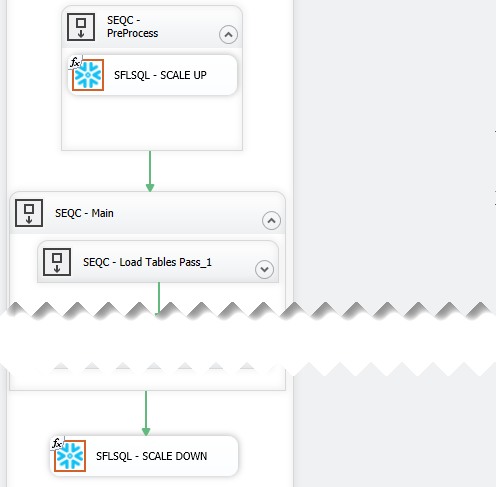 SEQC -
PreProcess
fx
SFLSQL - SCALE UP
SEQC - Main
SEQC - Load Tables Pass_1
fx
SFLSQL - SCALE DOWN